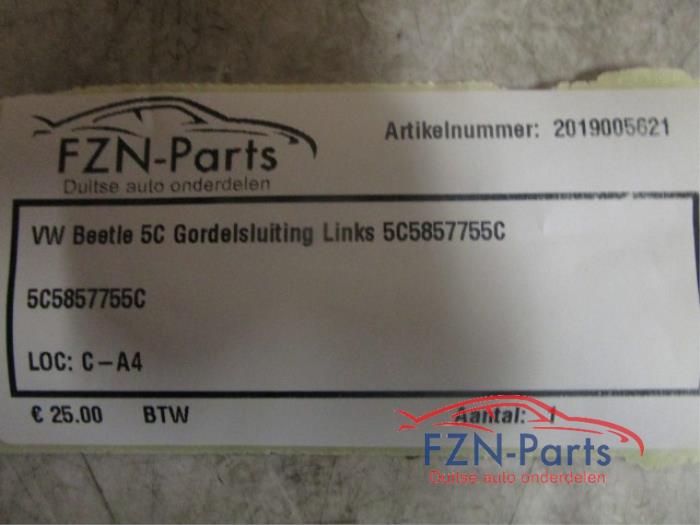 Artikelnummer: 2019005621
FZN-Parts
Duitse auto onderdelen
VW Beetle 5C Gordelsluiting Links 5C5857755C
5C5857755C
LOC: C-A4
€ 25.00 BTW Aantal: 1
FZN-Parts
Duitse auto onderdelen